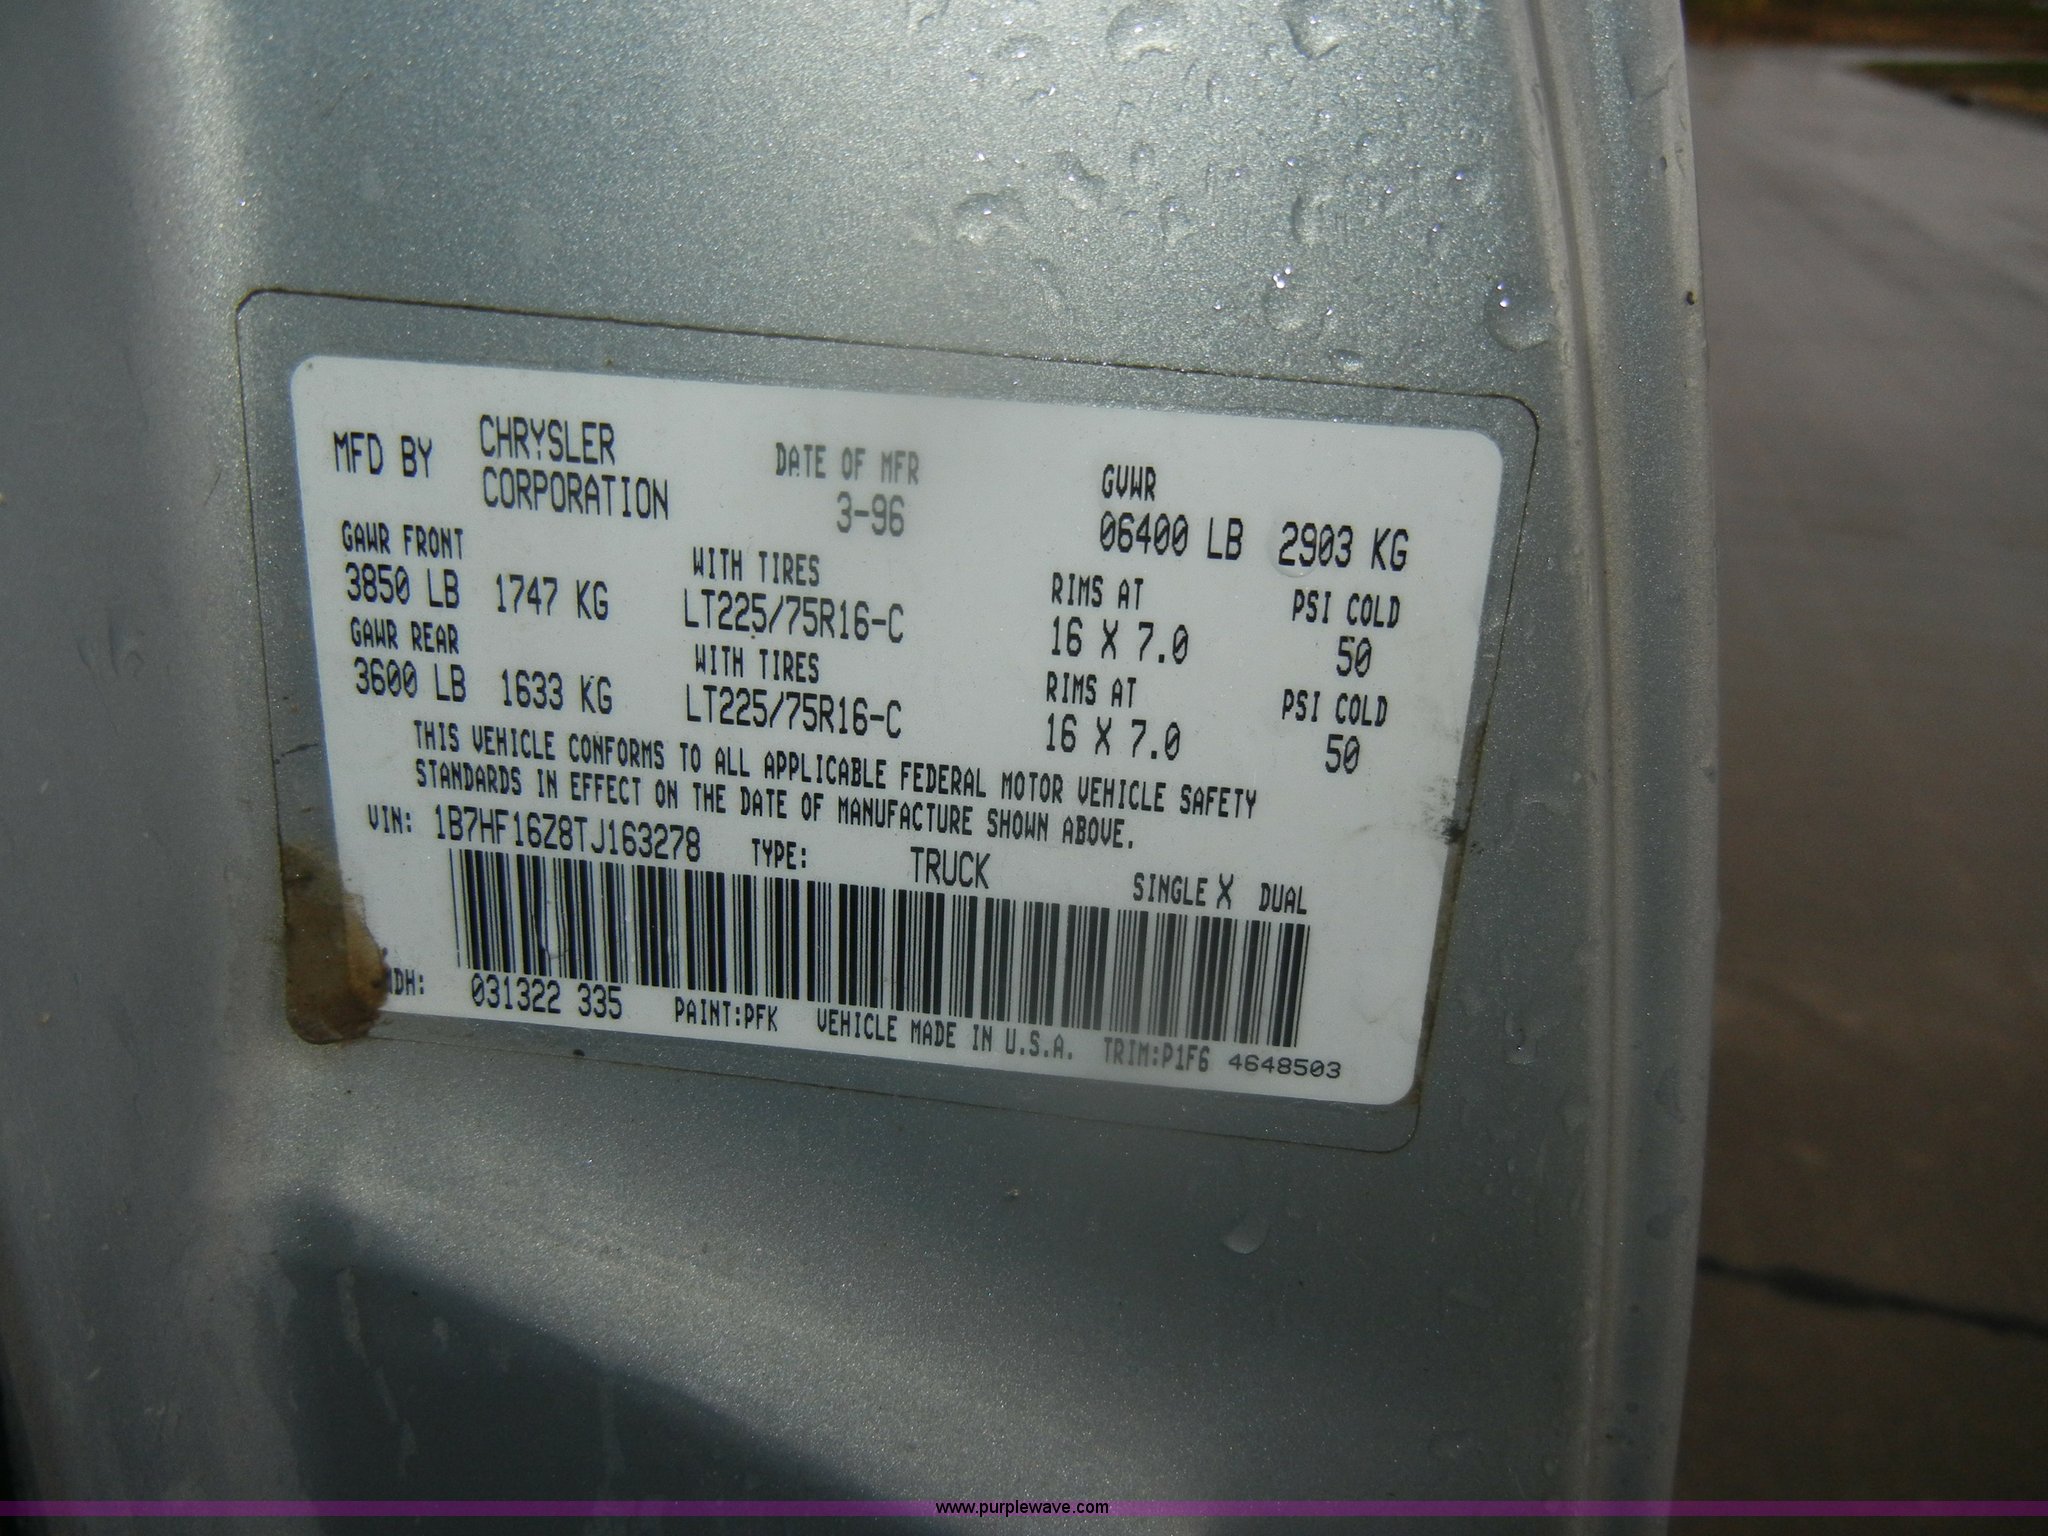 MFD BY CHRYSLER CORPORATION DATE OF MFR 3-96 GVWR 06400 LB 2903 KG
GAWR FRONT WITH TIRES RIMS AT PSI COLD
3850 LB 1747 KG LT225/75R16-C 16 X 7.0 50
GAWR REAR WITH TIRES RIMS AT PSI COLD
3600 LB 1633 KG LT225/75R16-C 16 X 7.0 50
THIS VEHICLE CONFORMS TO ALL APPLICABLE FEDERAL MOTOR VEHICLE SAFETY
STANDARDS IN EFFECT ON THE DATE OF MANUFACTURE SHOWN ABOVE.
VIN: 1B7HF16Z8TJ163278 TYPE: TRUCK SINGLE X DUAL
031322 335 PAINT:PFK VEHICLE MADE IN U.S.A. TRIM:P1F6 4648503
www.purplewave.com